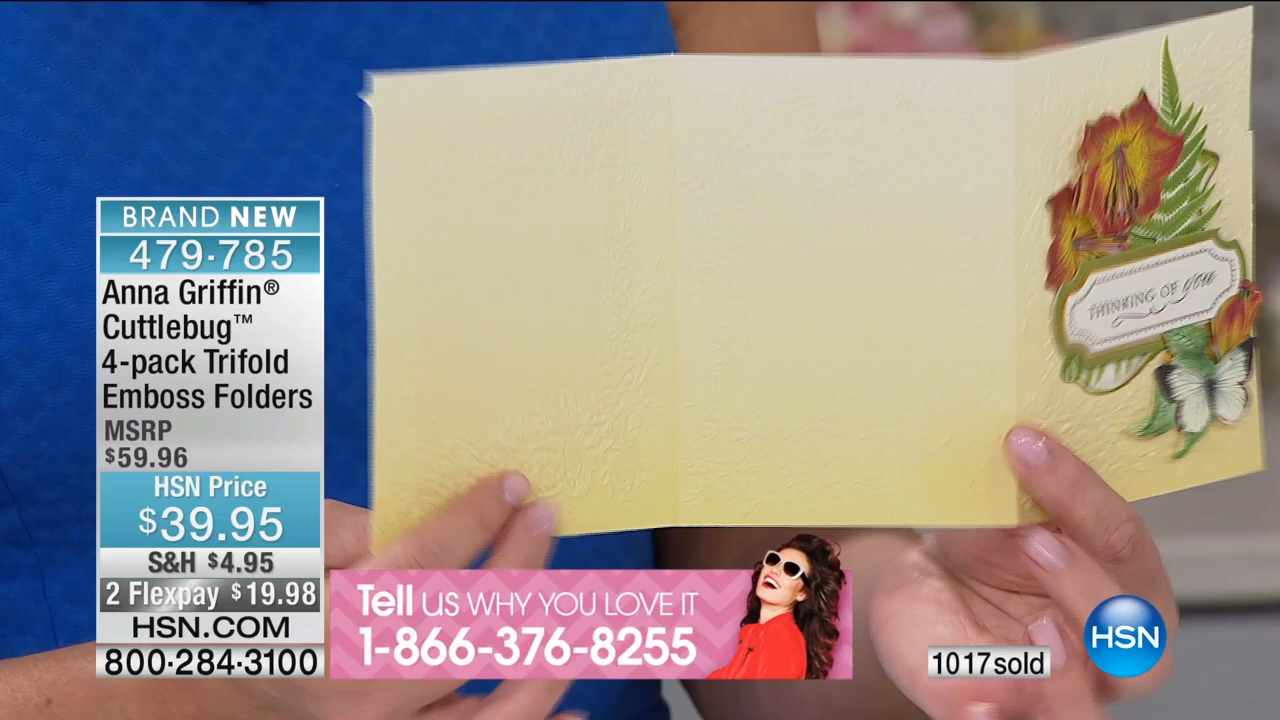 BRAND NEW
479·785
Anna Griffin®
Cuttlebug™
4-pack Trifold
Emboss Folders
MSRP
$59.96
HSN Price
$39.95
S&H $4.95
2 Flexpay $19.98
HSN.COM
800·284·3100
THINKING OF you
Tell us WHY YOU LOVE IT
1-866-376-8255
1017sold
HSN